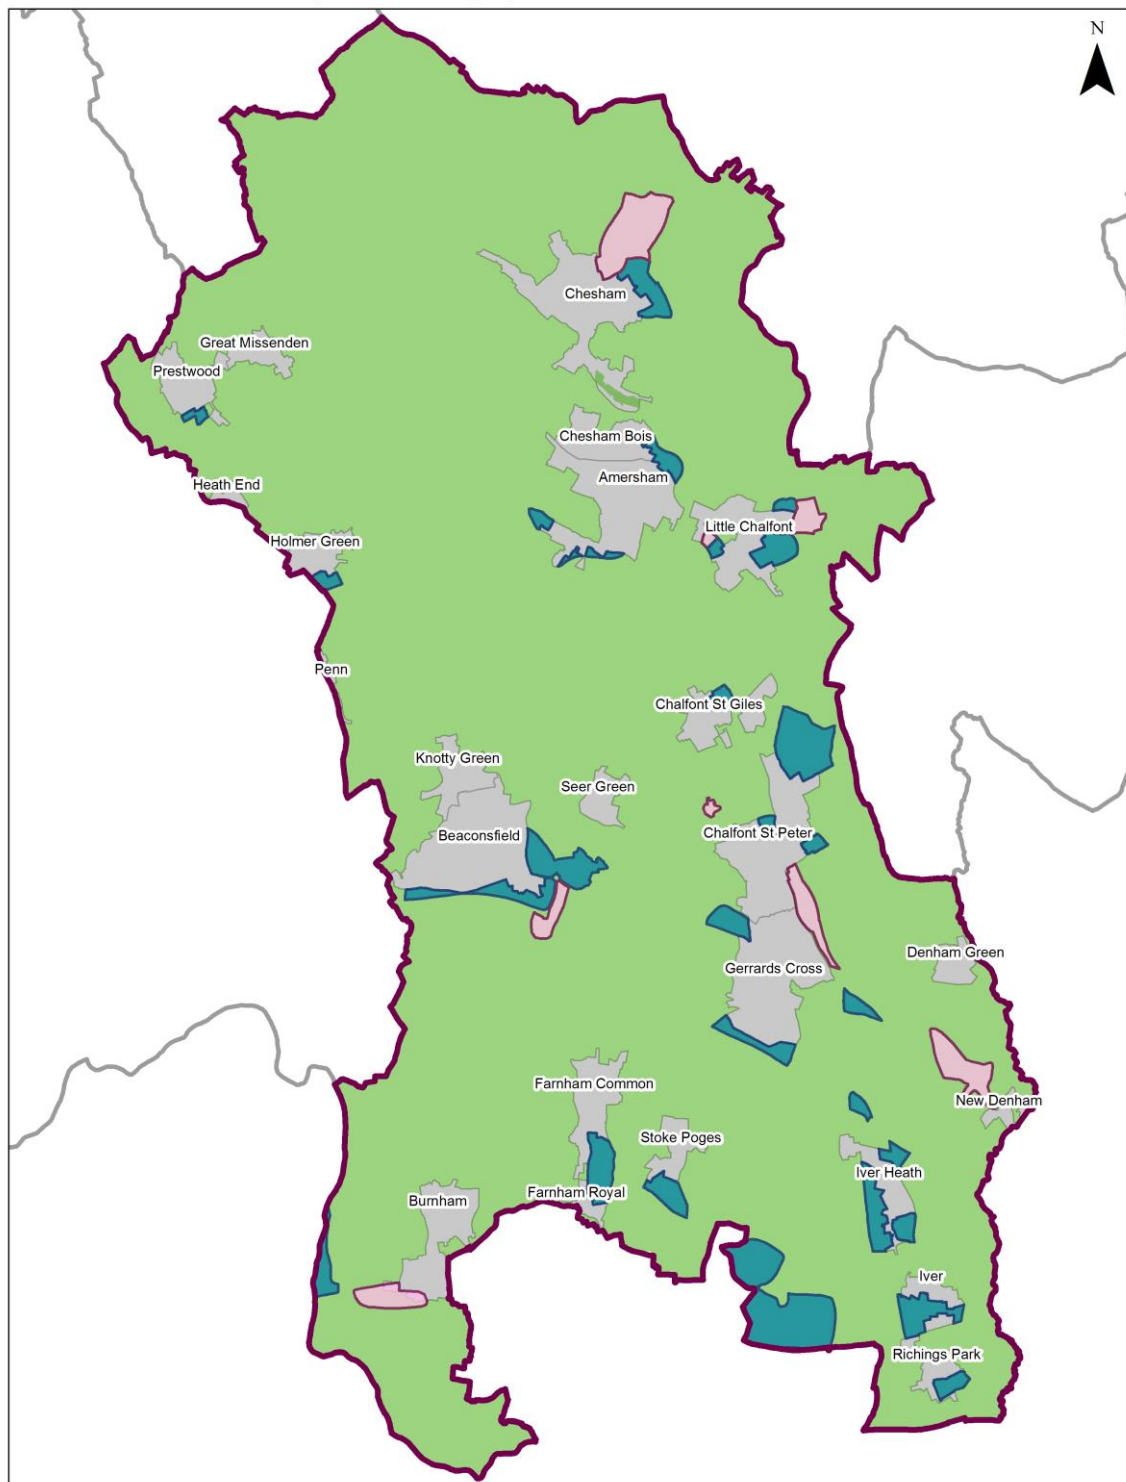 N
Chesham
Great Missenden
Prestwood
Chesham Bois
Amersham
Heath End
Little Chalfont
Holmer Green
Penn
Chalfont St Giles
Knotty Green
Seer Green
Beaconsfield
Chalfont St Peter
Denham Green
Gerrards Cross
Farnham Common
New Denham
Stoke Poges
Iver Heath
Farnham Royal
Burnham
Iver
Richings Park